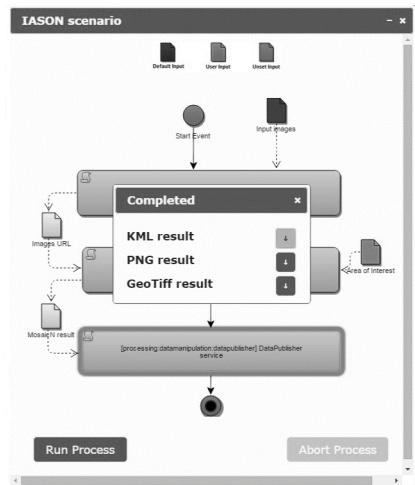 IASON scenario
Default Input
User Input
Unset Input
Start Event
Input images
Images URL
Completed
KML result
PNG result
GeoTiff result
Area of Interest
MosaicN result
[processing:datamanipulation:datapublisher] DataPublisher
service
Run Process
Abort Process